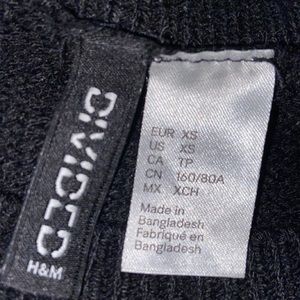 DIVIDED
H&M
EUR XS
US XS
CA TP
CN 160/80A
MX XCH
Made in
Bangladesh
Fabriqué en
Bangladesh